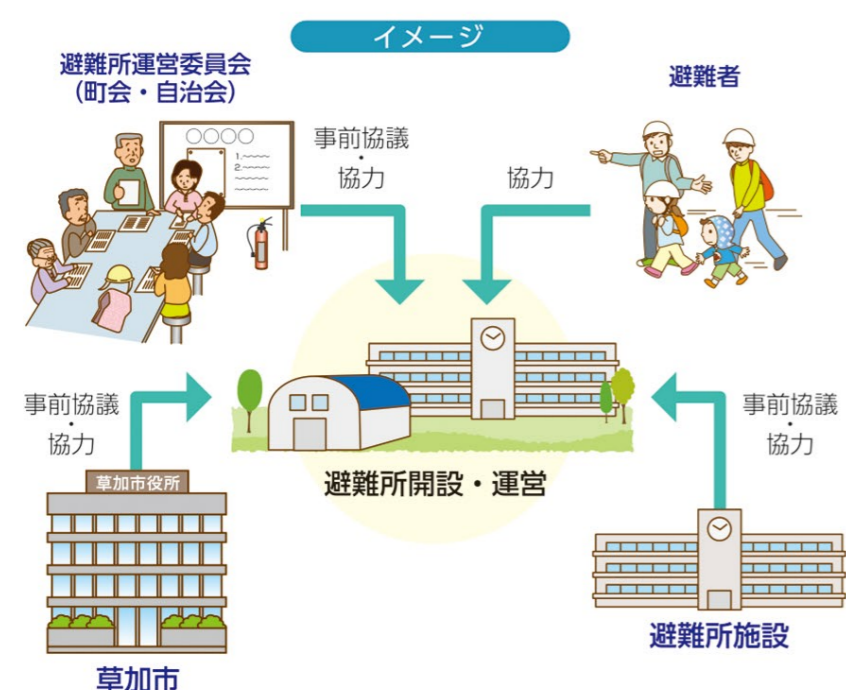 イメージ
避難所運営委員会
(町会・自治会)
避難者
○○○○
1.
2.
事前協議
・
協力
協力
事前協議
・
協力
事前協議
・
協力
草加市役所
避難所開設・運営
避難所施設
草加市